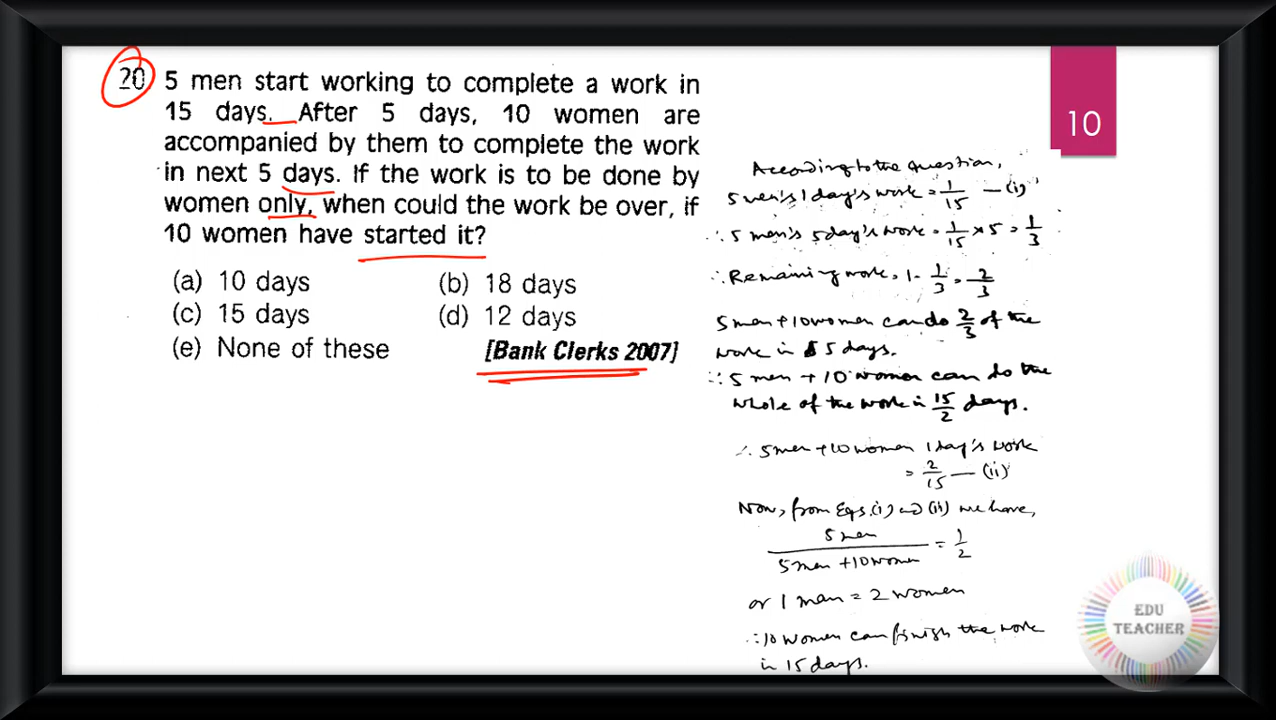 20 5 men start working to complete a work in
15 days. After 5 days, 10 women are
accompanied by them to complete the work
in next 5 days. If the work is to be done by
women only, when could the work be over, if
10 women have started it?
(a) 10 days (b) 18 days
(c) 15 days (d) 12 days
(e) None of these [Bank Clerks 2007]
10
According to the question,
5 men's 1 day's work = 1/15 — (i)
∴ 5 men's 5 day's work = 1/15 × 5 = 1/3
∴ Remaining work = 1 - 1/3 = 2/3
5 men + 10 women can do 2/3 of the
work in 5 days.
∴ 5 men + 10 women can do the
whole of the work in 15/2 days.
∴ 5 men + 10 women 1 day's work
= 2/15 — (ii)
Now, from Eqs. (i) and (ii) we have,
5 men / 5 men + 10 women = 1/2
or 1 man = 2 women
∴ 10 women can finish the work
in 15 days.
EDU
TEACHER